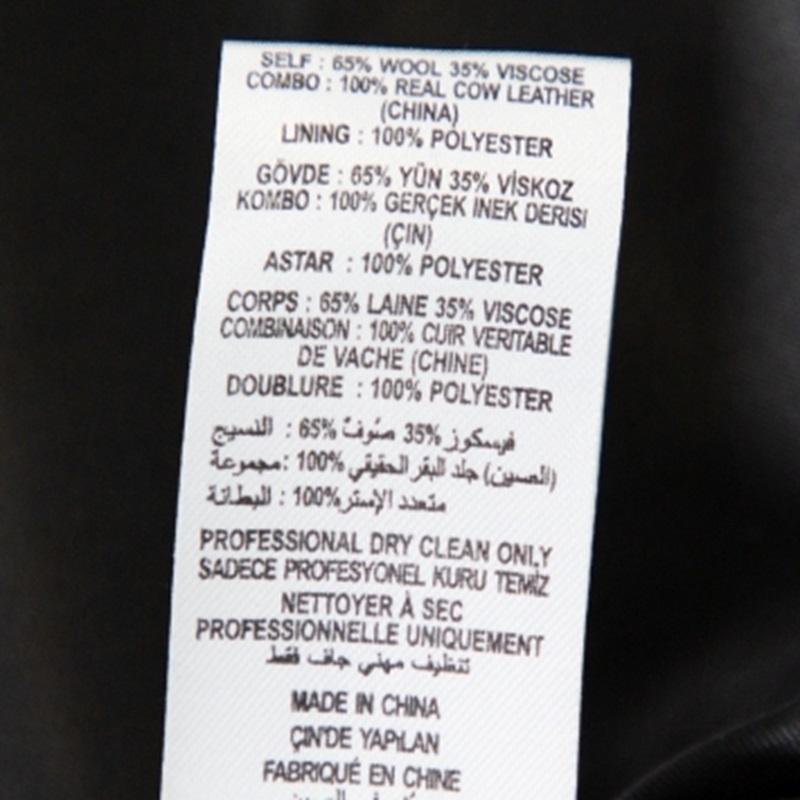 SELF : 65% WOOL 35% VISCOSE
COMBO : 100% REAL COW LEATHER
(CHINA)
LINING : 100% POLYESTER
GÖVDE : 65% YÜN 35% VİSKOZ
KOMBO : 100% GERÇEK INEK DERISI
(ÇIN)
ASTAR : 100% POLYESTER
CORPS : 65% LAINE 35% VISCOSE
COMBINAISON : 100% CUIR VERITABLE
DE VACHE (CHINE)
DOUBLURE : 100% POLYESTER
النسيج : 65% صُنوفٌ 35% فيسكوز
مجموعة: 100% جلد البقر الحقيقي (الصين)
البطانة : 100% متعدد الإستر
PROFESSIONAL DRY CLEAN ONLY
SADECE PROFESYONEL KURU TEMİZ
NETTOYER À SEC
PROFESSIONNELLE UNIQUEMENT
تنظيف مهني جاف فقط
MADE IN CHINA
ÇIN'DE YAPILAN
FABRIQUÉ EN CHINE